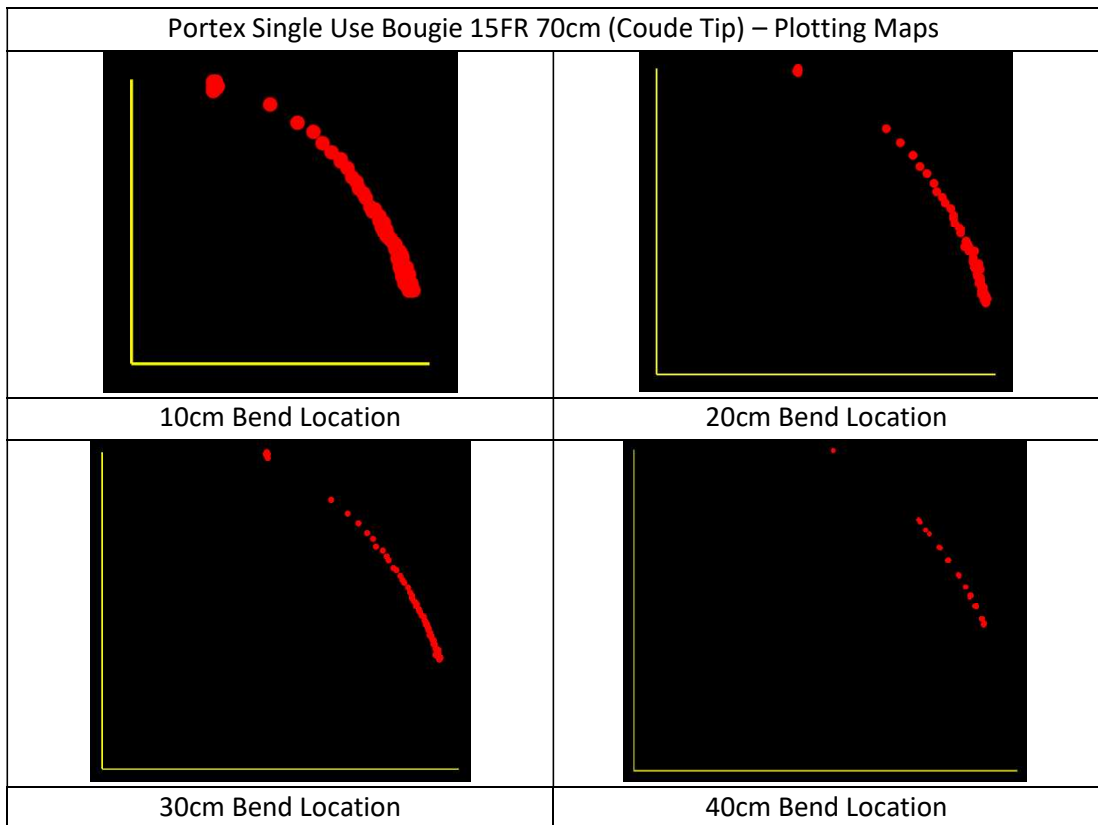 Portex Single Use Bougie 15FR 70cm (Coude Tip) – Plotting Maps
10cm Bend Location
20cm Bend Location
30cm Bend Location
40cm Bend Location